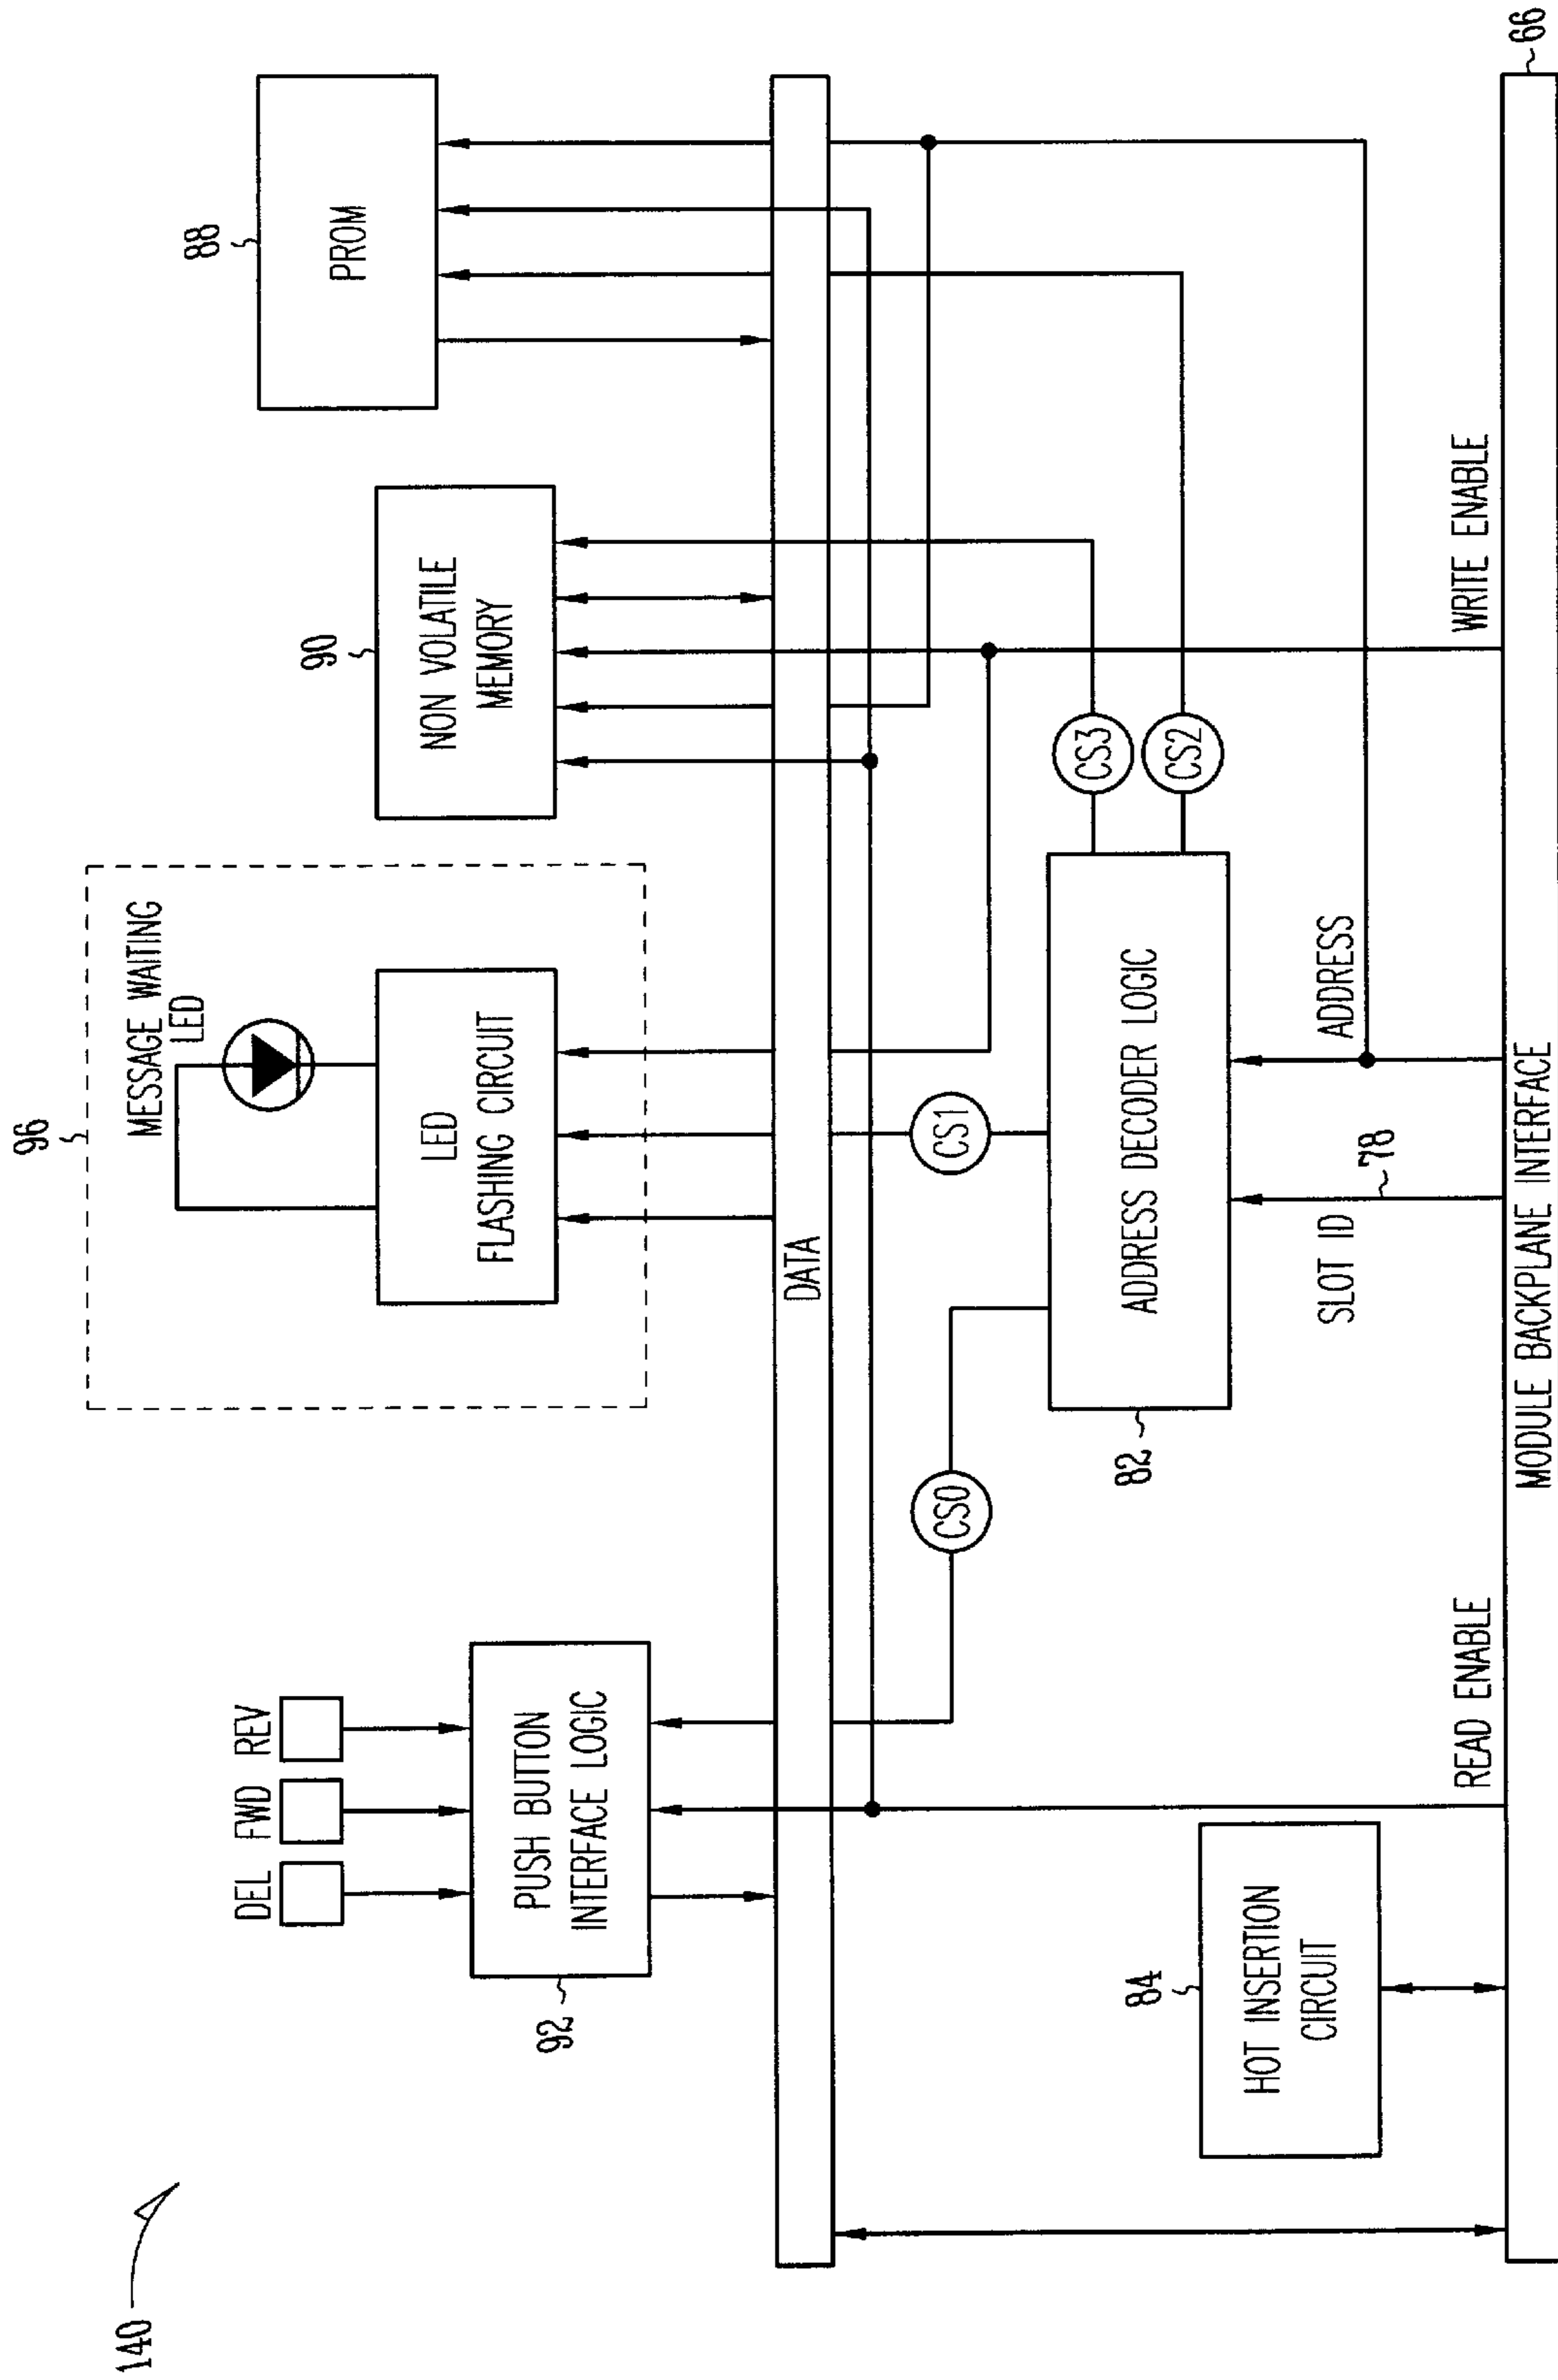 140
96
MESSAGE WAITING
LED
LED
FLASHING CIRCUIT
88
PROM
90
NON VOLATILE
MEMORY
DEL
FWD
REV
92
PUSH BUTTON
INTERFACE LOGIC
DATA
CS0
CS1
CS3
CS2
84
HOT INSERTION
CIRCUIT
82
ADDRESS DECODER LOGIC
READ ENABLE
SLOT ID
78
ADDRESS
WRITE ENABLE
MODULE BACKPLANE INTERFACE
66